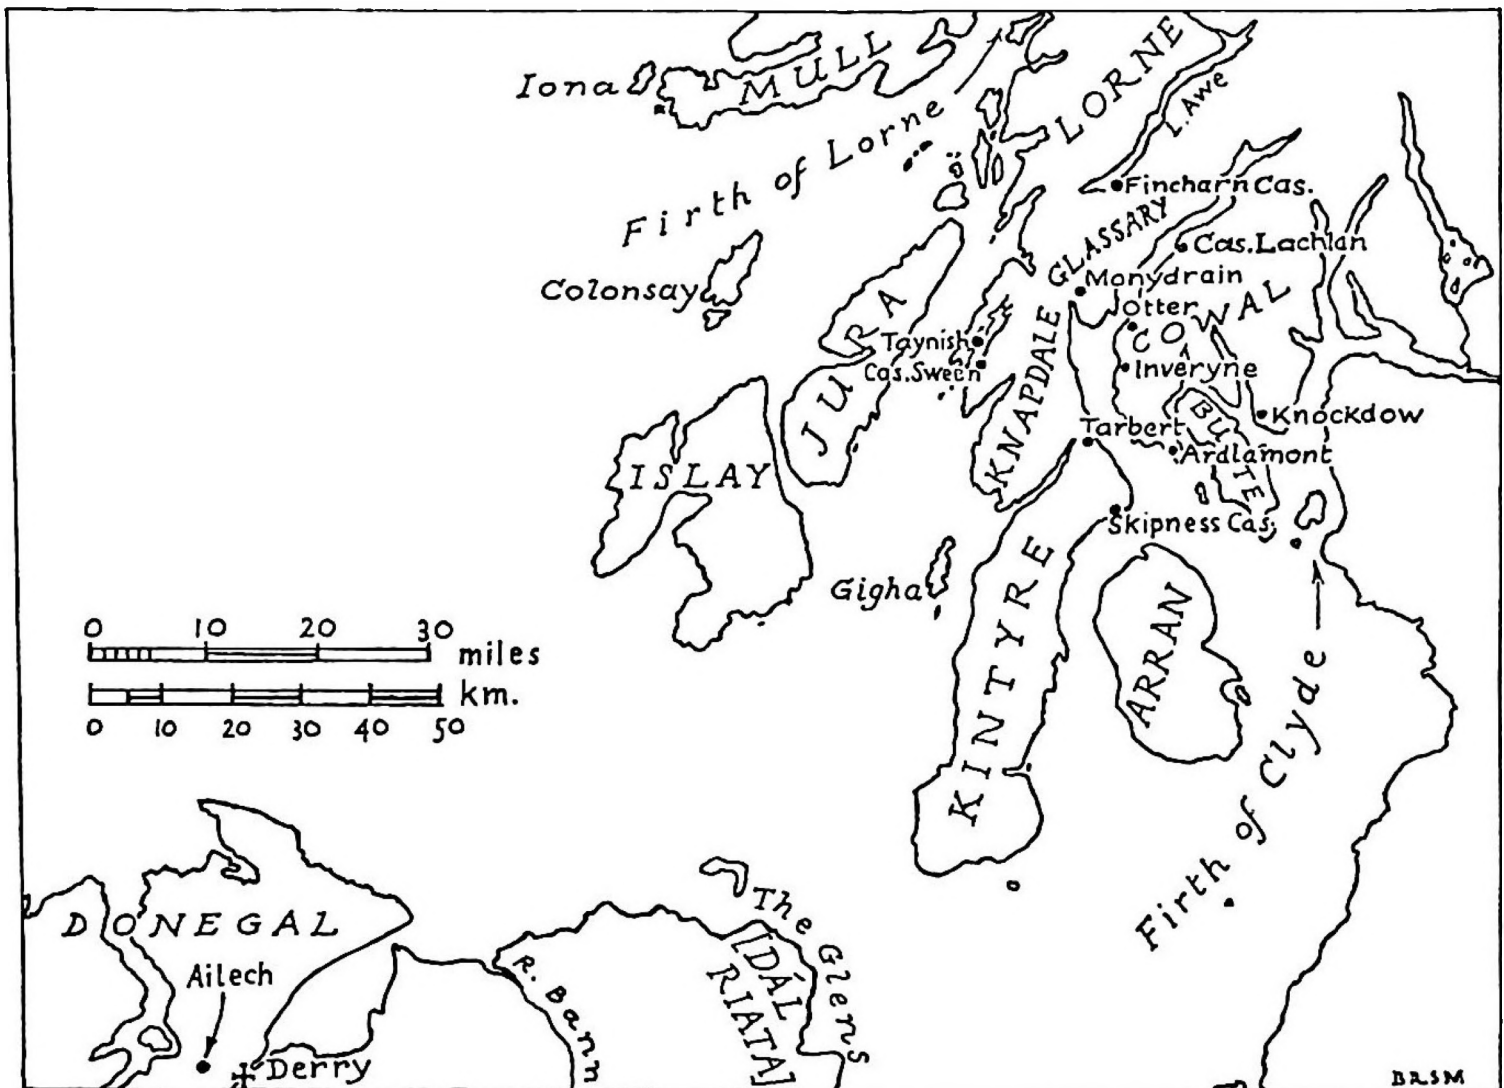 Iona
MULL
Firth of Lorne
LORNE
L. Awe
Fincharn Cas.
GLASSARY
Cas. Lachlan
Colonsay
Monydrain
Otter
COWAL
JURA
Taynish
Cas. Sween
KNAPDALE
Inveryne
BUTE
Knockdow
Tarbert
Ardlamont
ISLAY
Skipness Cas.
Gigha
KINTYRE
ARRAN
0 10 20 30
miles
km.
0 10 20 30 40 50
Firth of Clyde
DONEGAL
Ailech
Derry
R. Bann
The Glens
[DÁL
RIATA]
BRSM